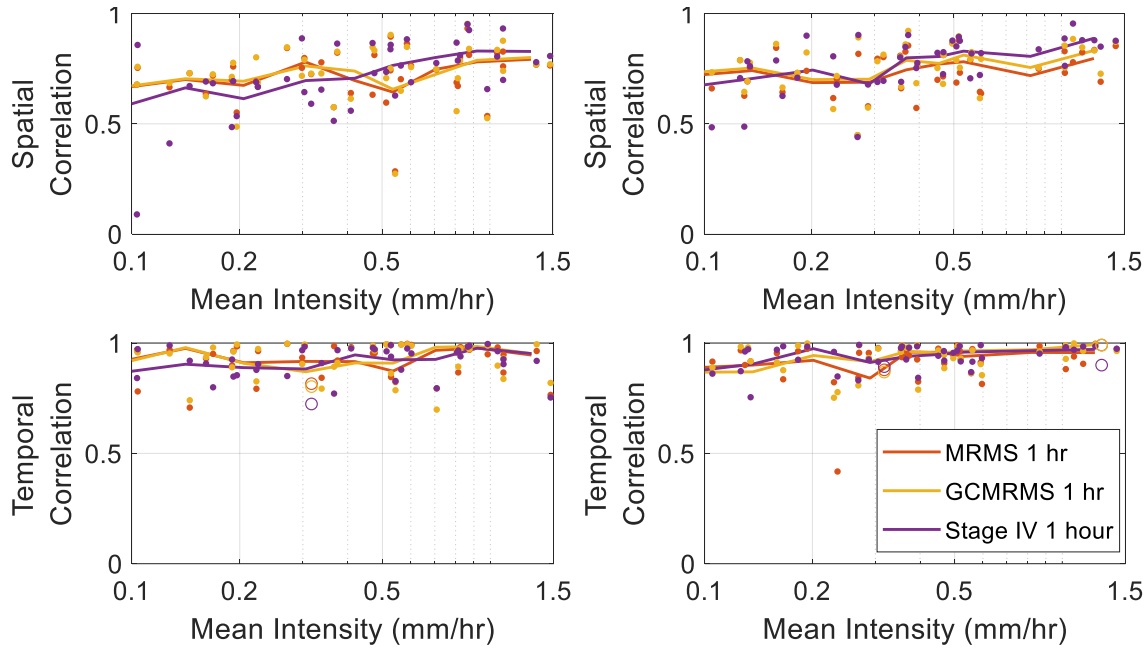 1
0.5
0
Spatial
Correlation
0.1 0.2 0.5 1.5
Mean Intensity (mm/hr)
1
0.5
0
Spatial
Correlation
0.1 0.2 0.5 1.5
Mean Intensity (mm/hr)
1
0.5
0
Temporal
Correlation
0.1 0.2 0.5 1.5
Mean Intensity (mm/hr)
1
0.5
0
Temporal
Correlation
MRMS 1 hr
GCMRMS 1 hr
Stage IV 1 hour
0.1 0.2 0.5 1.5
Mean Intensity (mm/hr)